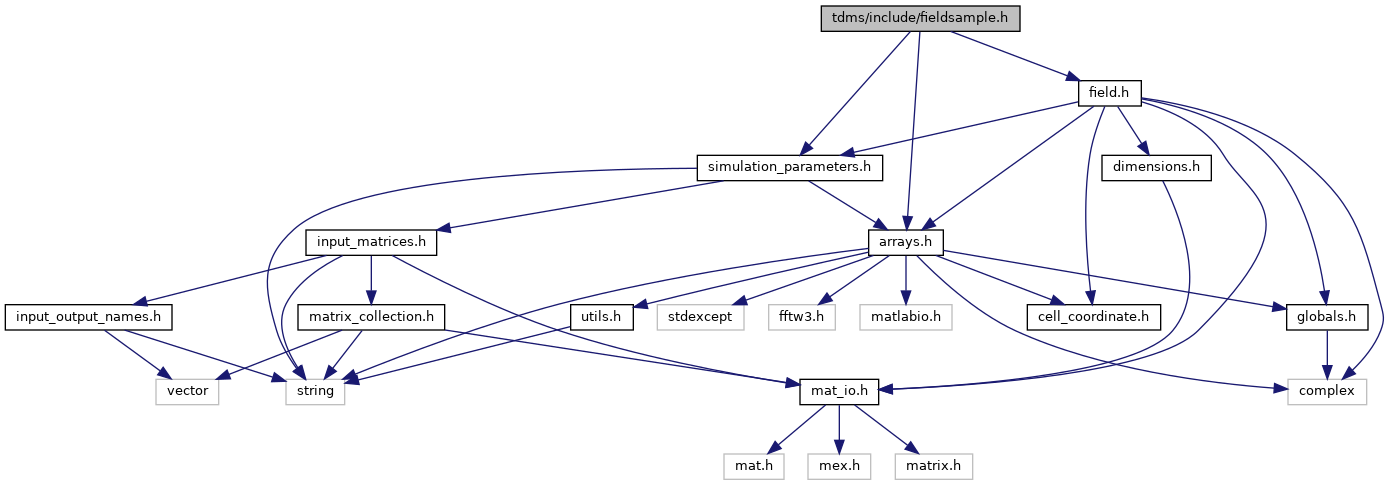 tdms/include/fieldsample.h
field.h
simulation_parameters.h
dimensions.h
input_matrices.h
arrays.h
input_output_names.h
matrix_collection.h
utils.h
stdexcept
fftw3.h
matlabio.h
cell_coordinate.h
globals.h
vector
string
mat_io.h
complex
mat.h
mex.h
matrix.h